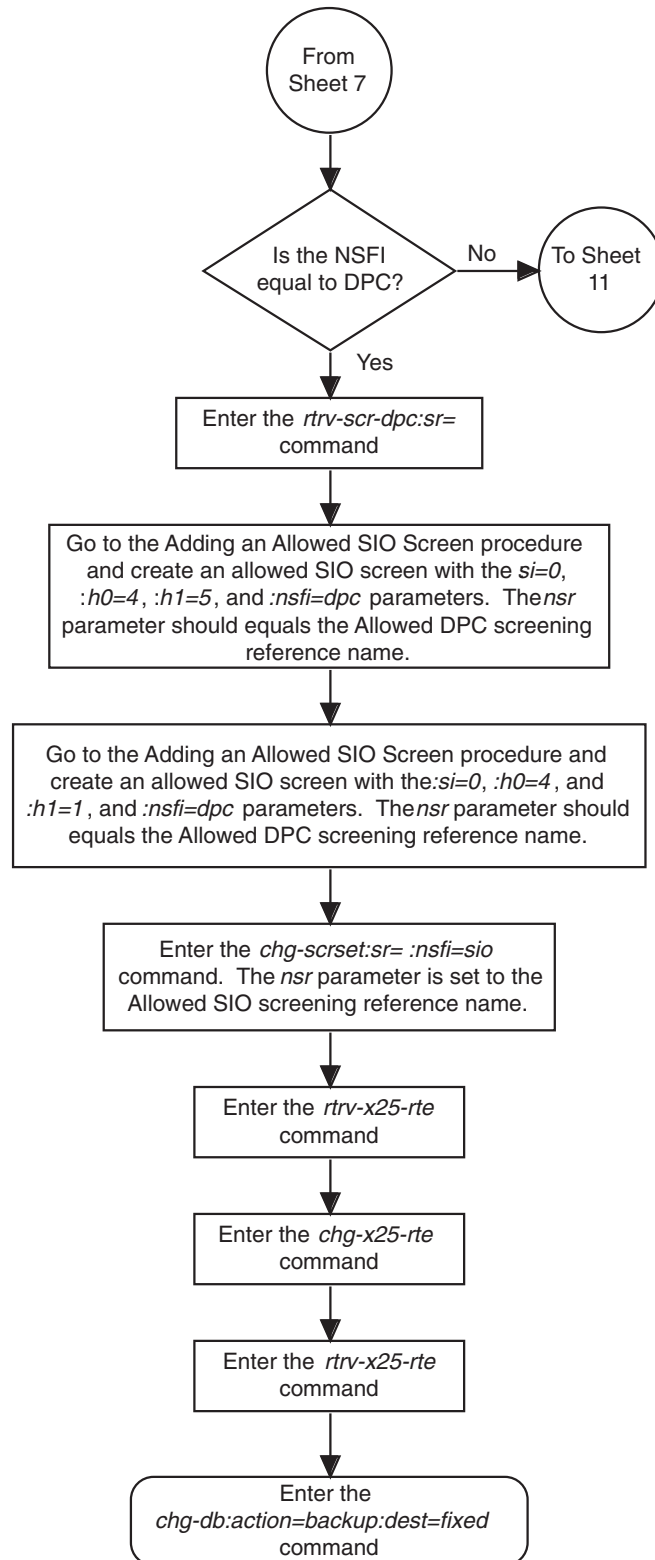 From
Sheet 7
Is the NSFI
equal to DPC?
No
To Sheet
11
Yes
Enter the rtrv-scr-dpc:sr=
command
Go to the Adding an Allowed SIO Screen procedure
and create an allowed SIO screen with the si=0,
:h0=4, :h1=5, and :nsfi=dpc parameters. The nsr
parameter should equals the Allowed DPC screening
reference name.
Go to the Adding an Allowed SIO Screen procedure and
create an allowed SIO screen with the:si=0, :h0=4, and
:h1=1, and :nsfi=dpc parameters. The nsr parameter should
equals the Allowed DPC screening reference name.
Enter the chg-scrset:sr= :nsfi=sio
command. The nsr parameter is set to the
Allowed SIO screening reference name.
Enter the rtrv-x25-rte
command
Enter the chg-x25-rte
command
Enter the rtrv-x25-rte
command
Enter the
chg-db:action=backup:dest=fixed
command